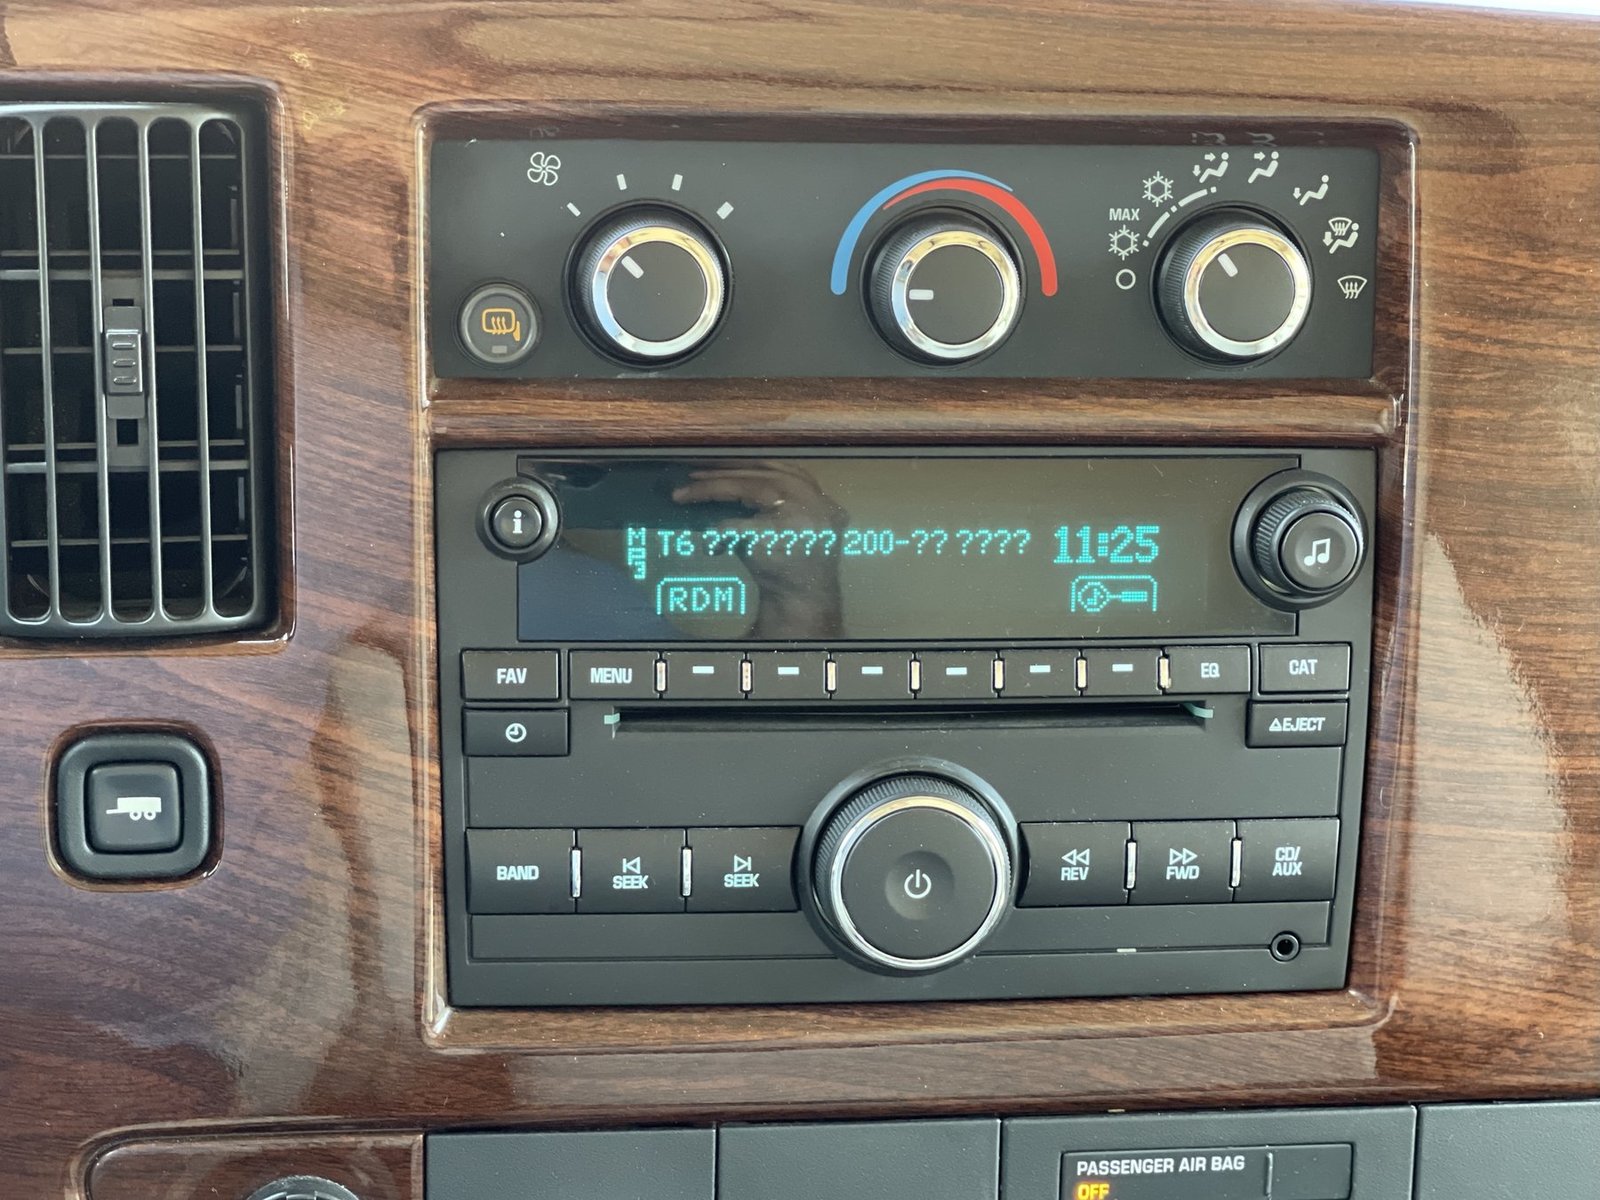 MAX
i
MP3 T6 ??????? 200-?? ???? 11:25
RDM
FAV MENU EQ CAT
EJECT
BAND SEEK SEEK REV FWD CD/
AUX
PASSENGER AIR BAG
OFF